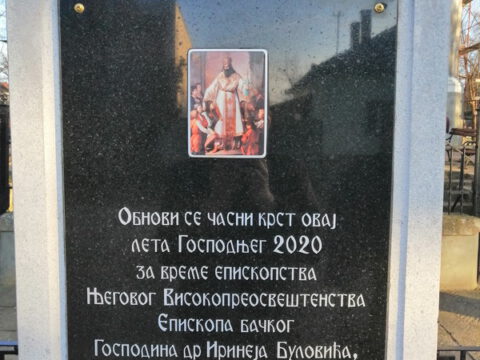 Обнови се часни крст овај
лета Господњег 2020
за време епископства
Његовог Високопреосвештенства
Епископа бачког
Господина др Иринеја Буловића,